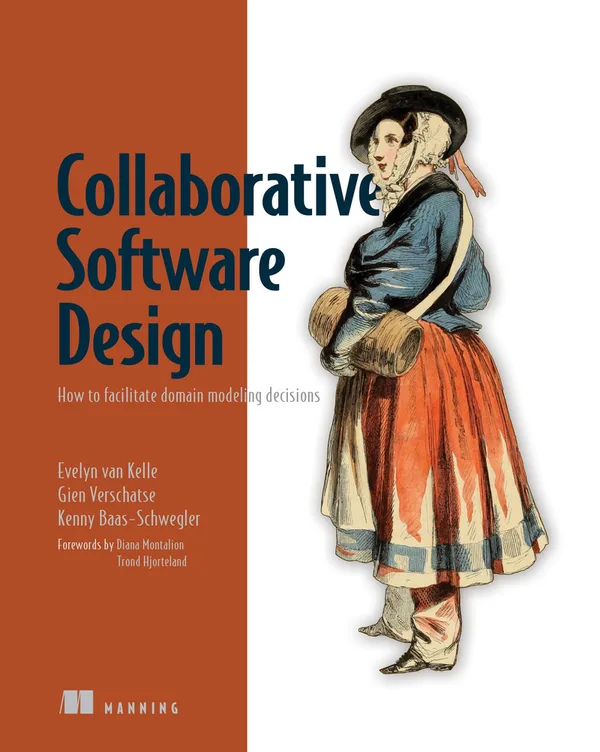 Collaborative
Software
Design
How to facilitate domain modeling decisions
Evelyn van Kelle
Gien Verschatse
Kenny Baas-Schwegler
Forewords by Diana Montalion
Trond Hjorteland
MANNING